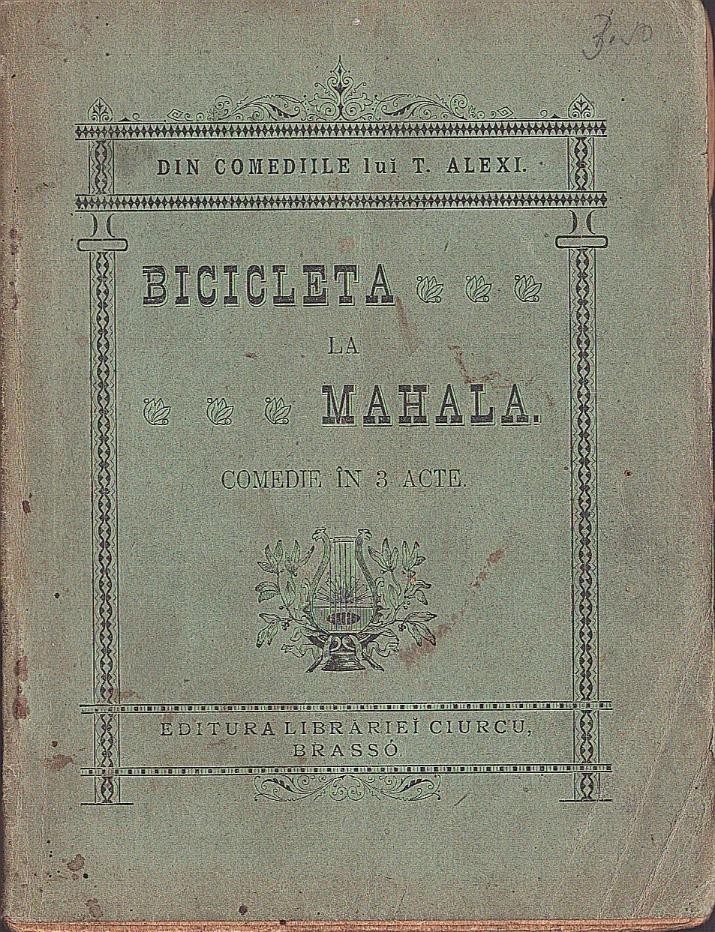 DIN COMEDIILE lui T. ALEXI.
BICICLETA
LA
MAHALA.
COMEDIE ÎN 3 ACTE.
EDITURA LIBRĂRIEĬ CIURCU,
BRASSÓ